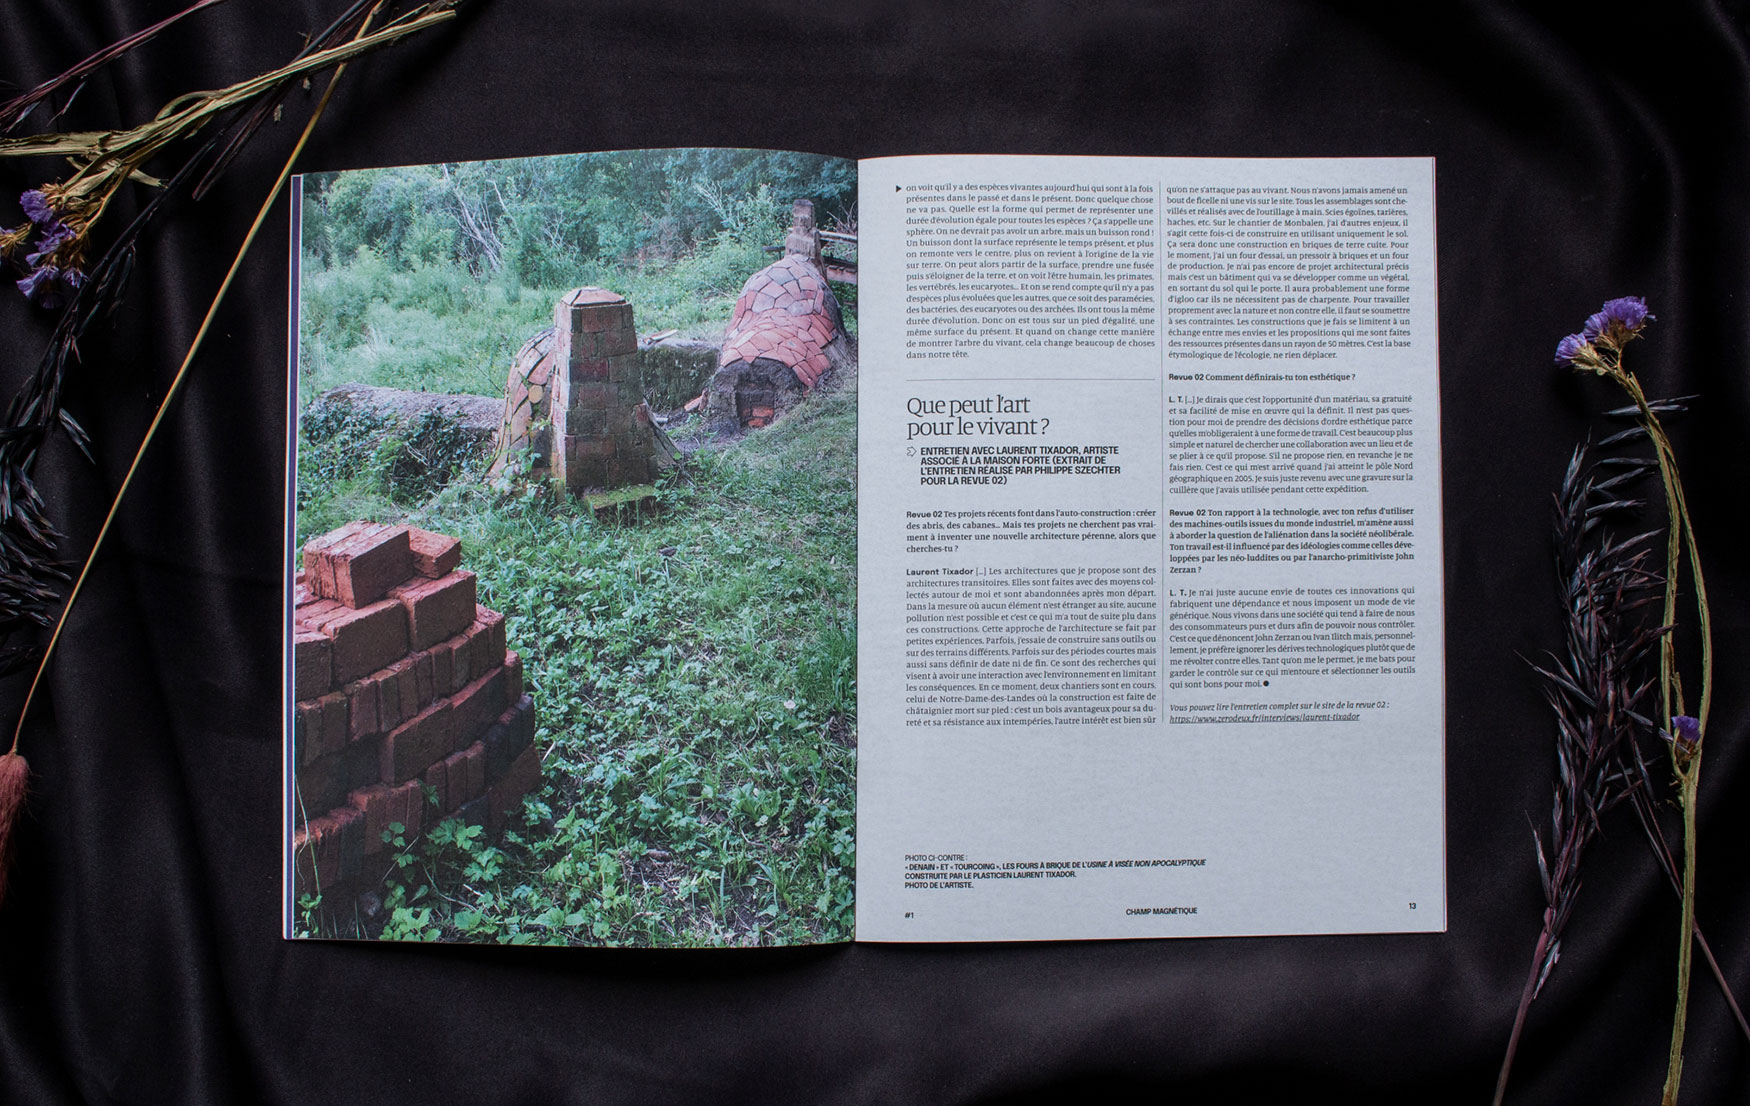 ▶ on voit qu'il y a des espèces vivantes aujourd'hui qui sont à la fois
présentes dans le passé et dans le présent. Donc quelque chose
ne va pas. Quelle est la forme qui permet de représenter une
durée d'évolution égale pour toutes les espèces ? Ça s'appelle une
sphère. On ne devrait pas avoir un arbre, mais un buisson rond !
Un buisson dont la surface représente le temps présent, et plus
on remonte vers le centre, plus on revient à l'origine de la vie
sur terre. On peut alors partir de la surface, prendre une fusée
puis s'éloigner de la terre, et on voit l'être humain, les primates,
les vertébrés, les eucaryotes... Et on se rend compte qu'il n'y a pas
d'espèces plus évoluées que les autres, que ce soit des paramécies,
des bactéries, des eucaryotes ou des archées. Ils ont tous la même
durée d'évolution. Donc on est tous sur un pied d'égalité, une
même surface du présent. Et quand on change cette manière
de montrer l'arbre du vivant, cela change beaucoup de choses
dans notre tête.
Que peut l'art
pour le vivant ?
ENTRETIEN AVEC LAURENT TIXADOR, ARTISTE
ASSOCIÉ À LA MAISON FORTE (EXTRAIT DE
L'ENTRETIEN RÉALISÉ PAR PHILIPPE SZECHTER
POUR LA REVUE 02)
Revue 02 Tes projets récents font dans l'auto-construction : créer
des abris, des cabanes... Mais tes projets ne cherchent pas vrai-
ment à inventer une nouvelle architecture pérenne, alors que
cherches-tu ?
Laurent Tixador [...] Les architectures que je propose sont des
architectures transitoires. Elles sont faites avec des moyens col-
lectés autour de moi et sont abandonnées après mon départ.
Dans la mesure où aucun élément n'est étranger au site, aucune
pollution n'est possible et c'est ce qui m'a tout de suite plu dans
ces constructions. Cette approche de l'architecture se fait par
petites expériences. Parfois, j'essaie de construire sans outils ou
sur des terrains différents. Parfois sur des périodes courtes mais
aussi sans définir de date ni de fin. Ce sont des recherches qui
visent à avoir une interaction avec l'environnement en limitant
les conséquences. En ce moment, deux chantiers sont en cours,
celui de Notre-Dame-des-Landes où la construction est faite de
châtaignier mort sur pied : c'est un bois avantageux pour sa du-
reté et sa résistance aux intempéries, l'autre intérêt est bien sûr
qu'on ne s'attaque pas au vivant. Nous n'avons jamais amené un
bout de ficelle ni une vis sur le site. Tous les assemblages sont che-
villés et réalisés avec de l'outillage à main. Scies égoïnes, tarières,
haches, etc. Sur le chantier de Monbalen, j'ai d'autres enjeux, il
s'agit cette fois-ci de construire en utilisant uniquement le sol.
Ça sera donc une construction en briques de terre cuite. Pour
le moment, j'ai un four d'essai, un pressoir à briques et un four
de production. Je n'ai pas encore de projet architectural précis
mais c'est un bâtiment qui va se développer comme un végétal,
en sortant du sol qui le porte. Il aura probablement une forme
d'igloo car ils ne nécessitent pas de charpente. Pour travailler
proprement avec la nature et non contre elle, il faut se soumettre
à ses contraintes. Les constructions que je fais se limitent à un
échange entre mes envies et les propositions qui me sont faites
des ressources présentes dans un rayon de 50 mètres. C'est la base
étymologique de l'écologie, ne rien déplacer.
Revue 02 Comment définirais-tu ton esthétique ?
L. T. [...] Je dirais que c'est l'opportunité d'un matériau, sa gratuité
et sa facilité de mise en œuvre qui la définit. Il n'est pas ques-
tion pour moi de prendre des décisions d'ordre esthétique parce
qu'elles m'obligeraient à une forme de travail. C'est beaucoup plus
simple et naturel de chercher une collaboration avec un lieu et de
se plier à ce qu'il propose. S'il ne propose rien, en revanche je ne
fais rien. C'est ce qui m'est arrivé quand j'ai atteint le pôle Nord
géographique en 2005. Je suis juste revenu avec une gravure sur la
cuillère que j'avais utilisée pendant cette expédition.
Revue 02 Ton rapport à la technologie, avec ton refus d'utiliser
des machines-outils issues du monde industriel, m'amène aussi
à aborder la question de l'aliénation dans la société néolibérale.
Ton travail est-il influencé par des idéologies comme celles déve-
loppées par les néo-luddites ou par l'anarcho-primitiviste John
Zerzan ?
L. T. Je n'ai juste aucune envie de toutes ces innovations qui
fabriquent une dépendance et nous imposent un mode de vie
générique. Nous vivons dans une société qui tend à faire de nous
des consommateurs purs et durs afin de pouvoir nous contrôler.
C'est ce que dénoncent John Zerzan ou Ivan Illich mais, personnel-
lement, je préfère ignorer les dérives technologiques plutôt que de
me révolter contre elles. Tant qu'on me le permet, je me bats pour
garder le contrôle sur ce qui m'entoure et sélectionner les outils
qui sont bons pour moi. ●
Vous pouvez lire l'entretien complet sur le site de la revue 02 :
https://www.zerodeux.fr/interviews/laurent-tixador
PHOTO CI-CONTRE :
« DENAIN » ET « TOURCOING », LES FOURS À BRIQUE DE L'USINE À VISÉE NON APOCALYPTIQUE
CONSTRUITE PAR LE PLASTICIEN LAURENT TIXADOR.
PHOTO DE L'ARTISTE.
#1
CHAMP MAGNÉTIQUE
13